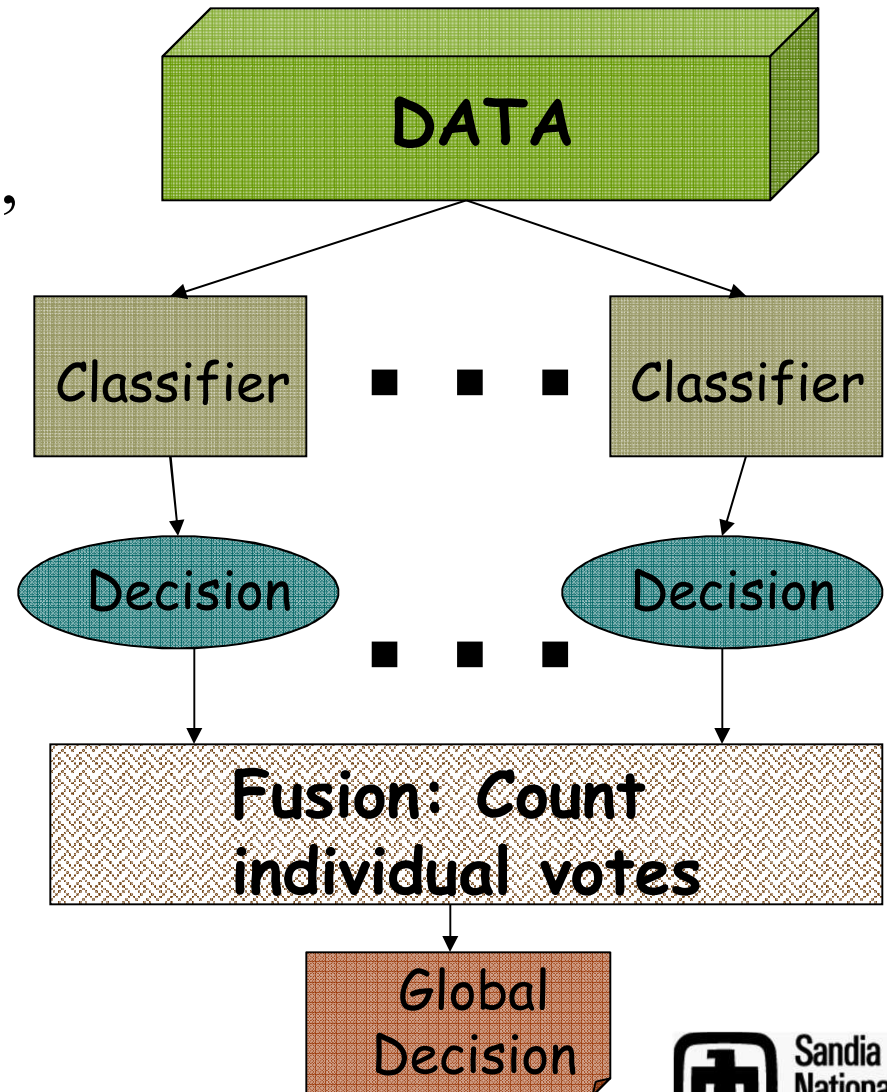 DATA
,
Classifier
Classifier
Decision
Decision
Fusion: Count
individual votes
Global
Decision
Sandia